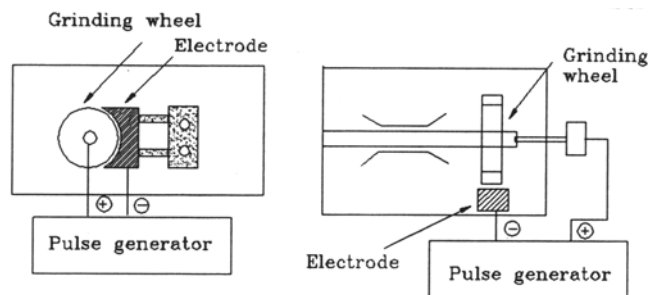 Grinding wheel
Electrode
+
−
Pulse generator
Grinding
wheel
Electrode
−
+
Pulse generator